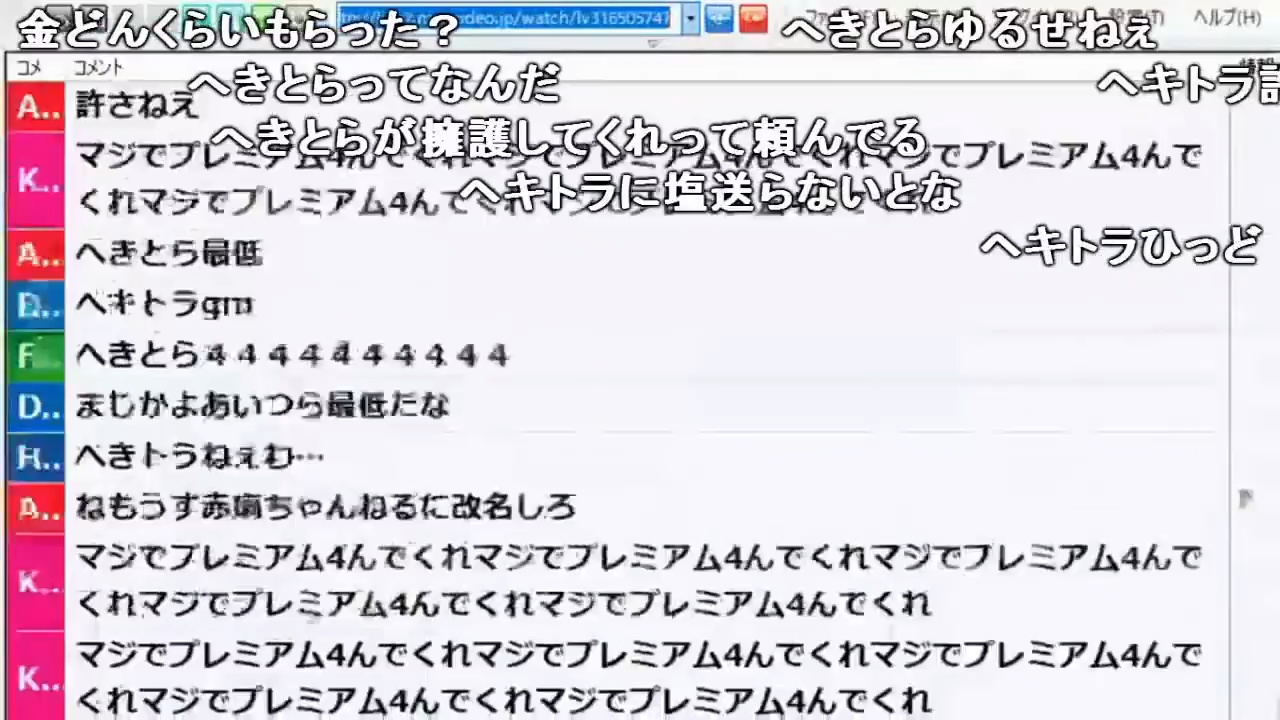 金どんくらいもらった？
へきとらゆるせねぇ
ヘルプ(H)
コメ コメント
へきとらってなんだ
ヘキトラ許
A.. 許さねえ
へきとらが擁護してくれって頼んでる
K.. マジでプレミアム4んでくれマジでプレミアム4んでくれマジでプレミアム4んで
くれマジでプレミアム4んでくれ
ヘキトラに塩送らないとな
ヘキトラひっど
A.. へきとら最低
へキトラgm
F へきとら４４４４４４４４４４
D.. まじかよあいつら最低だな
H.. へきトラねぇわ…
A.. ねもうす赤ちゃんねるに改名しろ
K.. マジでプレミアム4んでくれマジでプレミアム4んでくれマジでプレミアム4んで
くれマジでプレミアム4んでくれマジでプレミアム4んでくれ
K... マジでプレミアム4んでくれマジでプレミアム4んでくれマジでプレミアム4んで
くれマジでプレミアム4んでくれマジでプレミアム4んでくれ